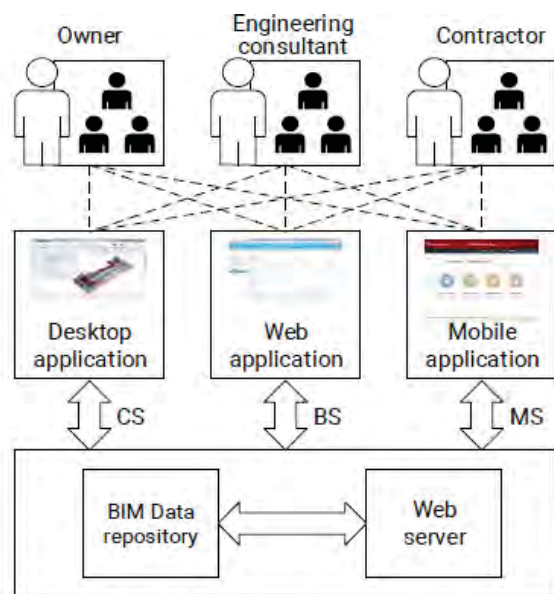 Owner
Engineering
consultant
Contractor
Desktop
application
Web
application
Mobile
application
CS
BS
MS
BIM Data
repository
Web
server